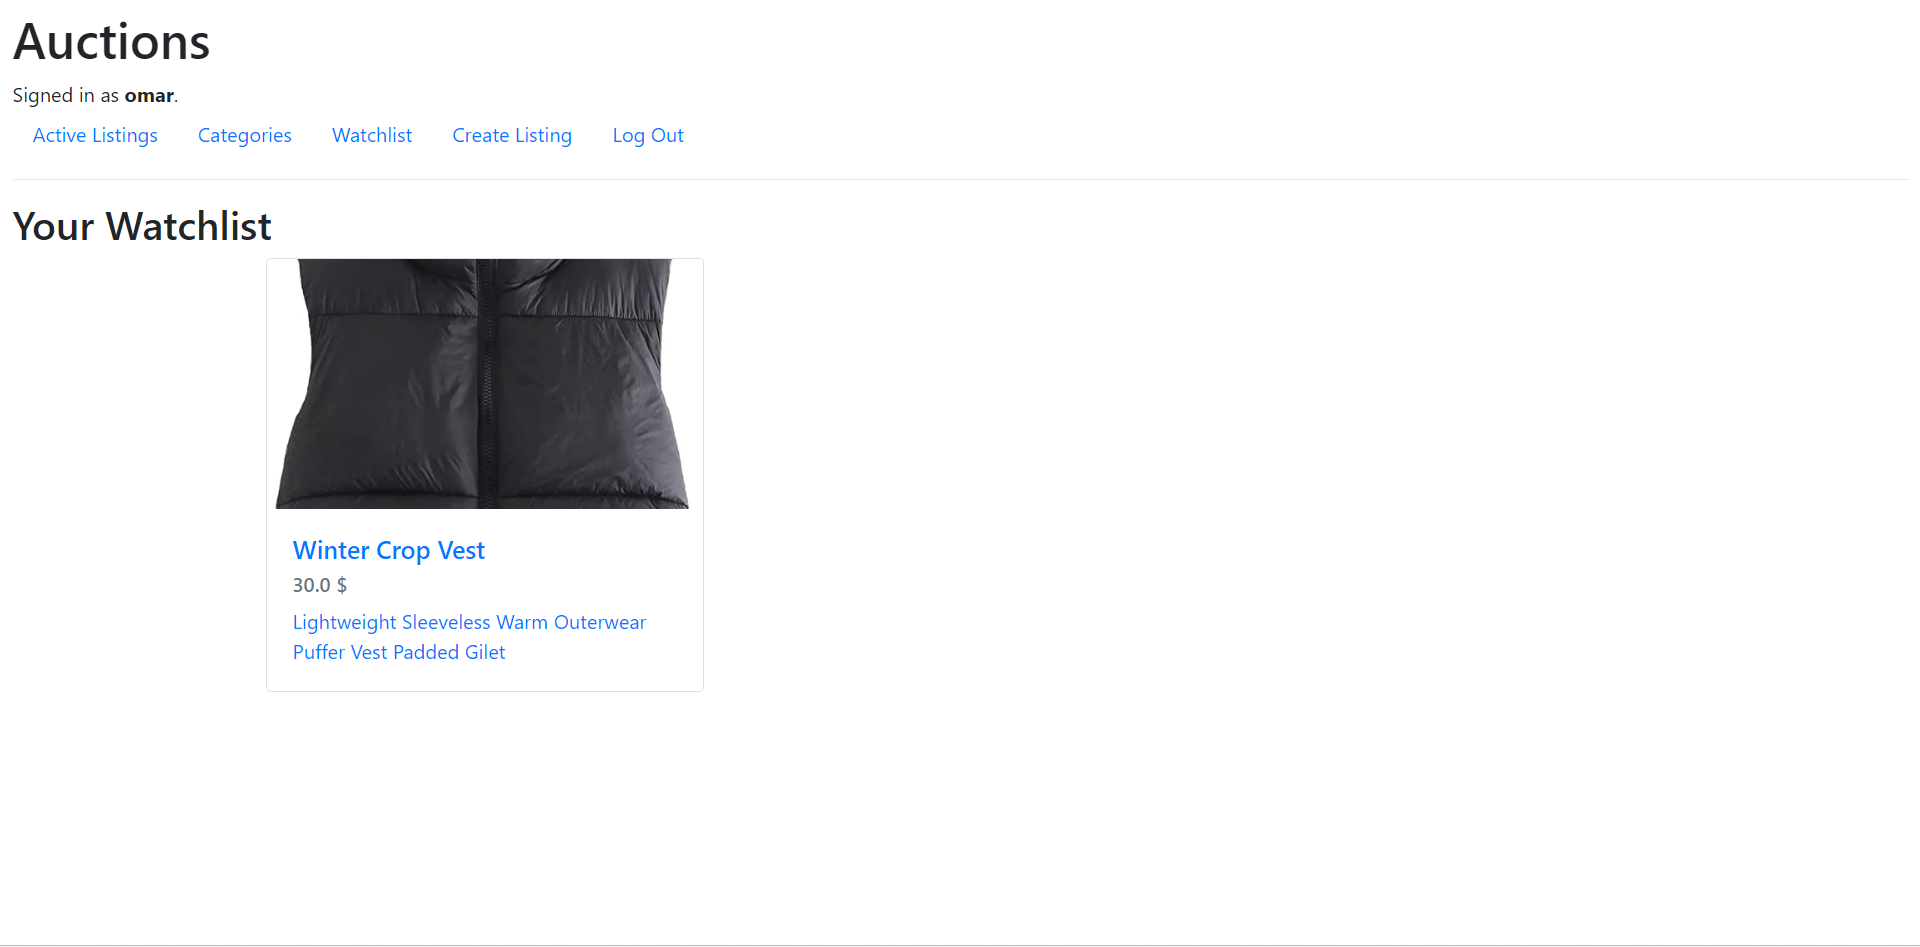 Auctions
Signed in as omar.
Active Listings Categories Watchlist Create Listing Log Out
Your Watchlist
Winter Crop Vest
30.0 $
Lightweight Sleeveless Warm Outerwear
Puffer Vest Padded Gilet